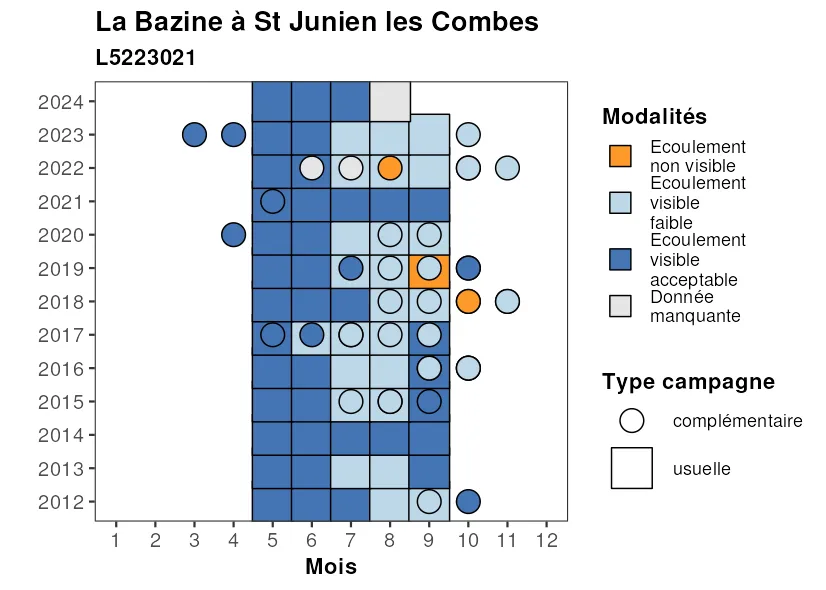 La Bazine à St Junien les Combes
L5223021
2024
2023
2022
2021
2020
2019
2018
2017
2016
2015
2014
2013
2012
1 2 3 4 5 6 7 8 9 10 11 12
Mois
Modalités
Ecoulement
non visible
Ecoulement
visible
faible
Ecoulement
visible
acceptable
Donnée
manquante
Type campagne
complémentaire
usuelle